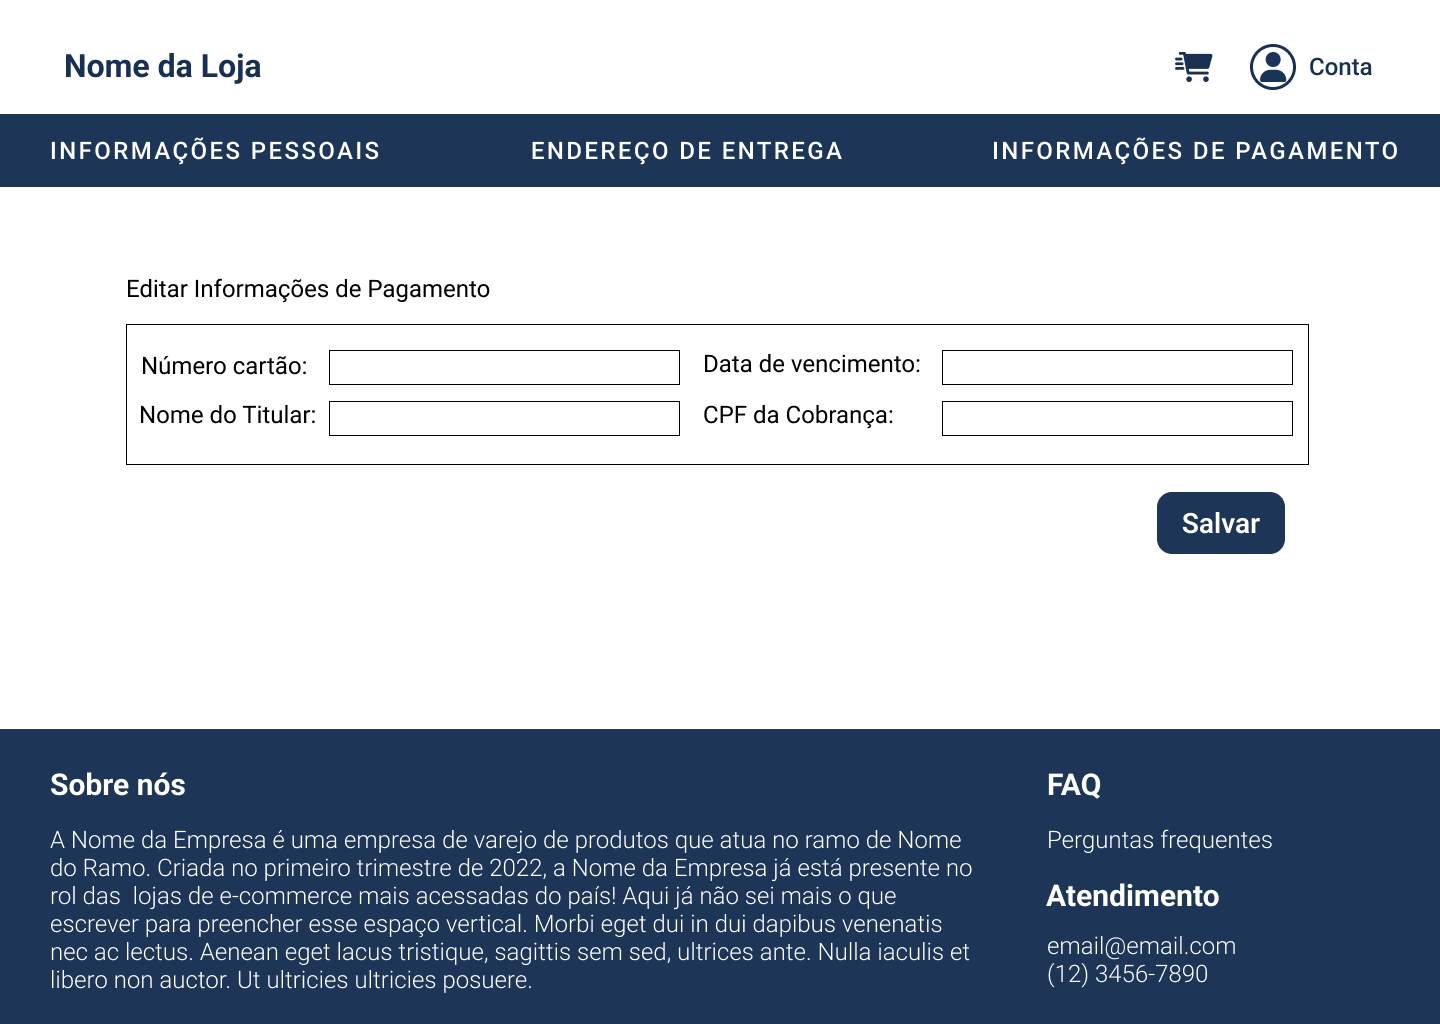 Nome da Loja
Conta
INFORMAÇÕES PESSOAIS
ENDEREÇO DE ENTREGA
INFORMAÇÕES DE PAGAMENTO
Editar Informações de Pagamento
Número cartão:
Data de vencimento:
Nome do Titular:
CPF da Cobrança:
Salvar
Sobre nós
A Nome da Empresa é uma empresa de varejo de produtos que atua no ramo de Nome
do Ramo. Criada no primeiro trimestre de 2022, a Nome da Empresa já está presente no
rol das  lojas de e-commerce mais acessadas do país! Aqui já não sei mais o que
escrever para preencher esse espaço vertical. Morbi eget dui in dui dapibus venenatis
nec ac lectus. Aenean eget lacus tristique, sagittis sem sed, ultrices ante. Nulla iaculis et
libero non auctor. Ut ultricies ultricies posuere.
FAQ
Perguntas frequentes
Atendimento
email@email.com
(12) 3456-7890